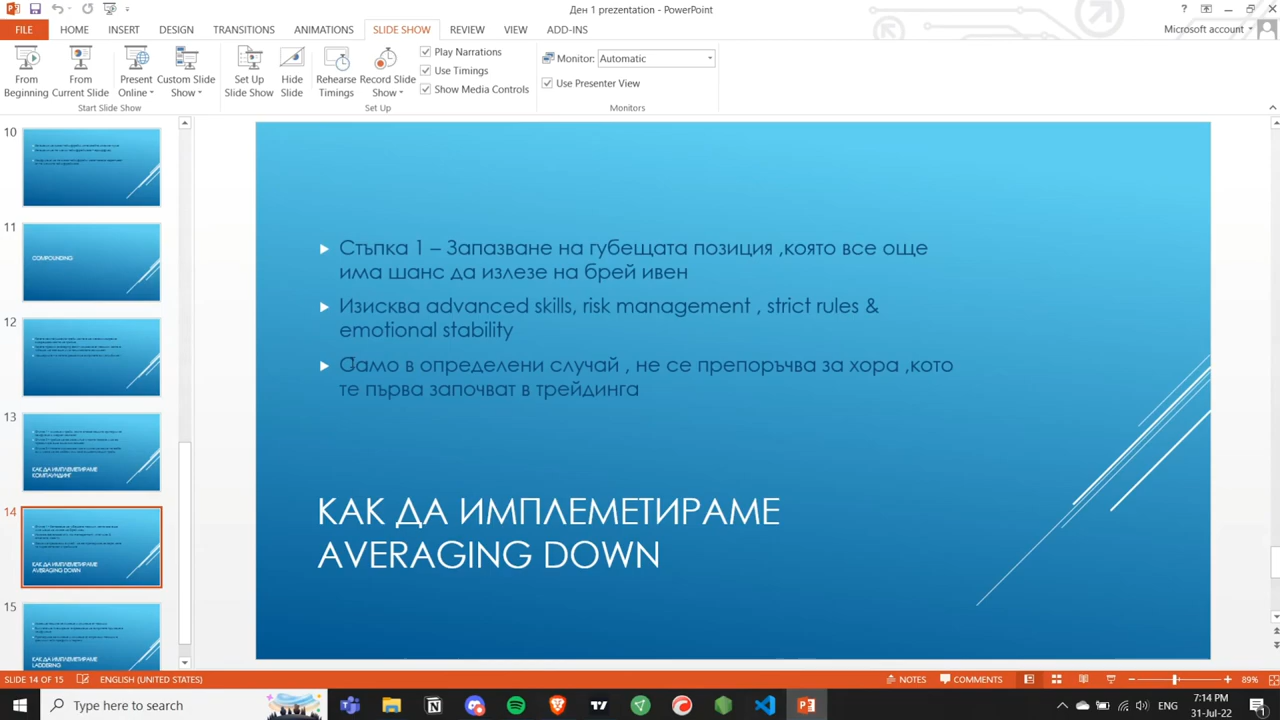 Ден 1 prezentation - PowerPoint
FILE HOME INSERT DESIGN TRANSITIONS ANIMATIONS SLIDE SHOW REVIEW VIEW ADD-INS
Microsoft account
From Beginning
From Current Slide
Present Online
Custom Slide Show
Set Up Slide Show
Hide Slide
Rehearse Timings
Record Slide Show
Play Narrations
Use Timings
Show Media Controls
Monitor: Automatic
Use Presenter View
Start Slide Show
Set Up
Monitors
10
11
COMPOUNDING
12
13
КАК ДА ИМПЛЕМЕТИРАМЕ
КОМПАУНДИНГ
14
КАК ДА ИМПЛЕМЕТИРАМЕ
AVERAGING DOWN
15
КАК ДА ИМПЛЕМЕТИРАМЕ
LADDERING
Стъпка 1 – Запазване на губещата позиция ,която все още
има шанс да излезе на брей ивен
Изисква advanced skills, risk management , strict rules &
emotional stability
Само в определени случай , не се препоръчва за хора ,кото
те първа започват в трейдинга
КАК ДА ИМПЛЕМЕТИРАМЕ
AVERAGING DOWN
SLIDE 14 OF 15 ENGLISH (UNITED STATES)
NOTES COMMENTS 89%
Type here to search
ENG
7:14 PM
31-Jul-22